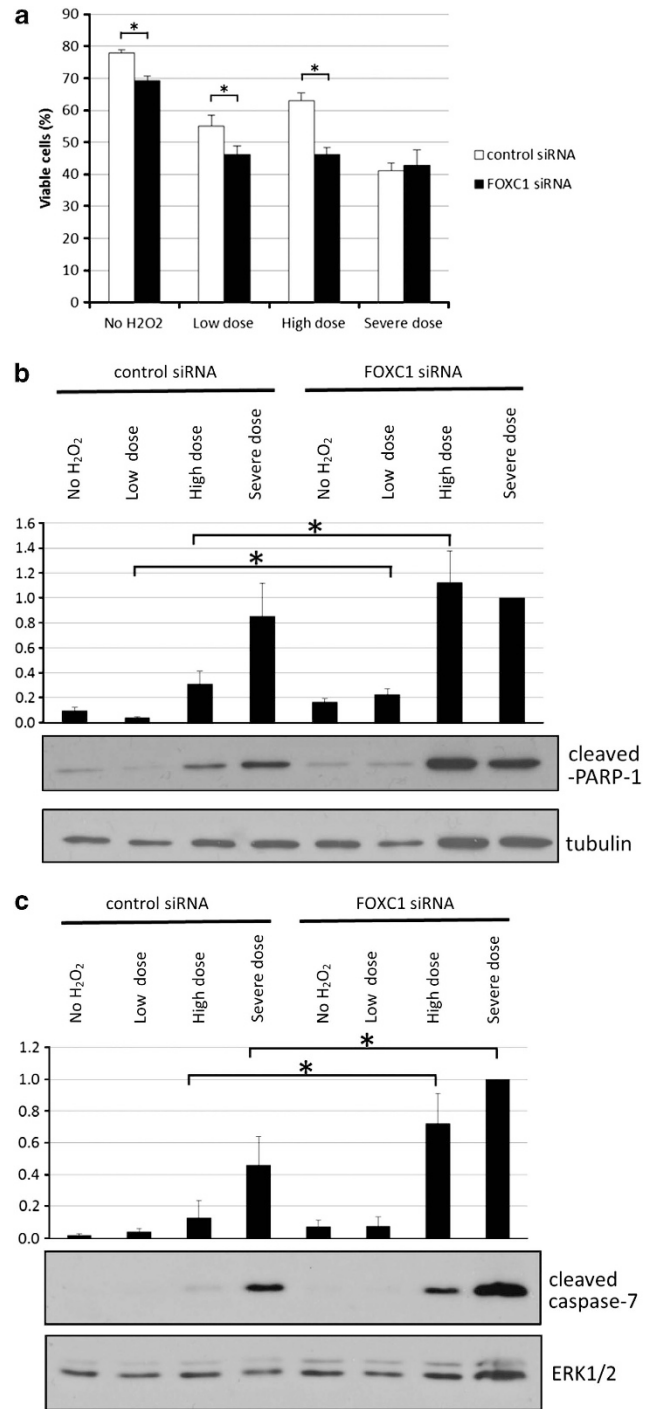 a
*
*
*
90
80
70
60
50
40
30
20
10
0
Viable cells (%)
No H2O2
Low dose
High dose
Severe dose
control siRNA
FOXC1 siRNA
b
control siRNA
FOXC1 siRNA
No H₂O₂
Low dose
High dose
Severe dose
No H₂O₂
Low dose
High dose
Severe dose
*
*
1.6
1.4
1.2
1.0
0.8
0.6
0.4
0.2
0.0
cleaved
-PARP-1
tubulin
c
control siRNA
FOXC1 siRNA
No H₂O₂
Low dose
High dose
Severe dose
No H₂O₂
Low dose
High dose
Severe dose
*
*
1.2
1.0
0.8
0.6
0.4
0.2
0.0
cleaved
caspase-7
ERK1/2